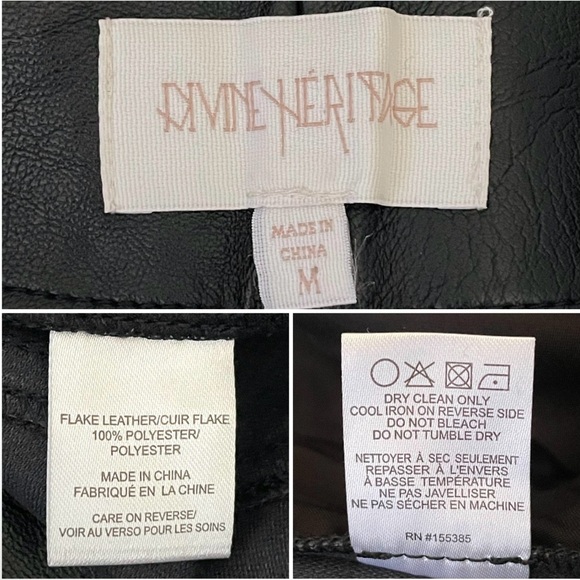 DIVINE HÉRITAGE
MADE IN
CHINA
M
FLAKE LEATHER/CUIR FLAKE
100% POLYESTER/
POLYESTER
MADE IN CHINA
FABRIQUÉ EN LA CHINE
CARE ON REVERSE/
VOIR AU VERSO POUR LES SOINS
DRY CLEAN ONLY
COOL IRON ON REVERSE SIDE
DO NOT BLEACH
DO NOT TUMBLE DRY
NETTOYER À SEC SEULEMENT
REPASSER À L'ENVERS
À BASSE TEMPÉRATURE
NE PAS JAVELLISER
NE PAS SÉCHER EN MACHINE
RN #155385